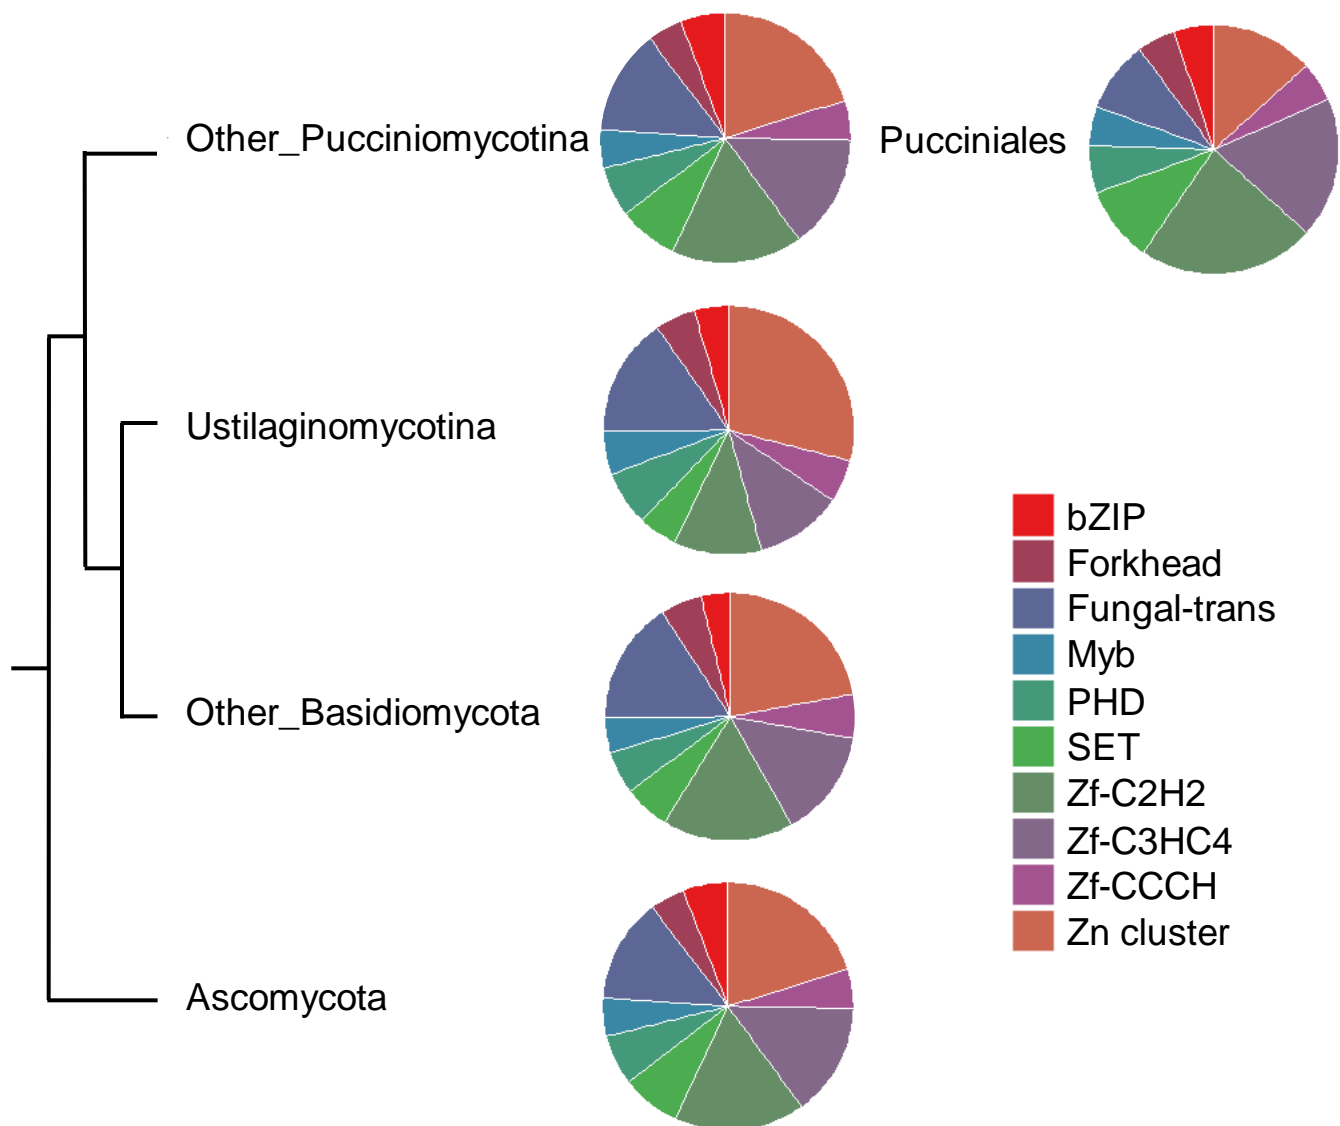 Other_Pucciniomycotina
Pucciniales
Ustilaginomycotina
Other_Basidiomycota
Ascomycota
bZIP
Forkhead
Fungal-trans
Myb
PHD
SET
Zf-C2H2
Zf-C3HC4
Zf-CCCH
Zn cluster